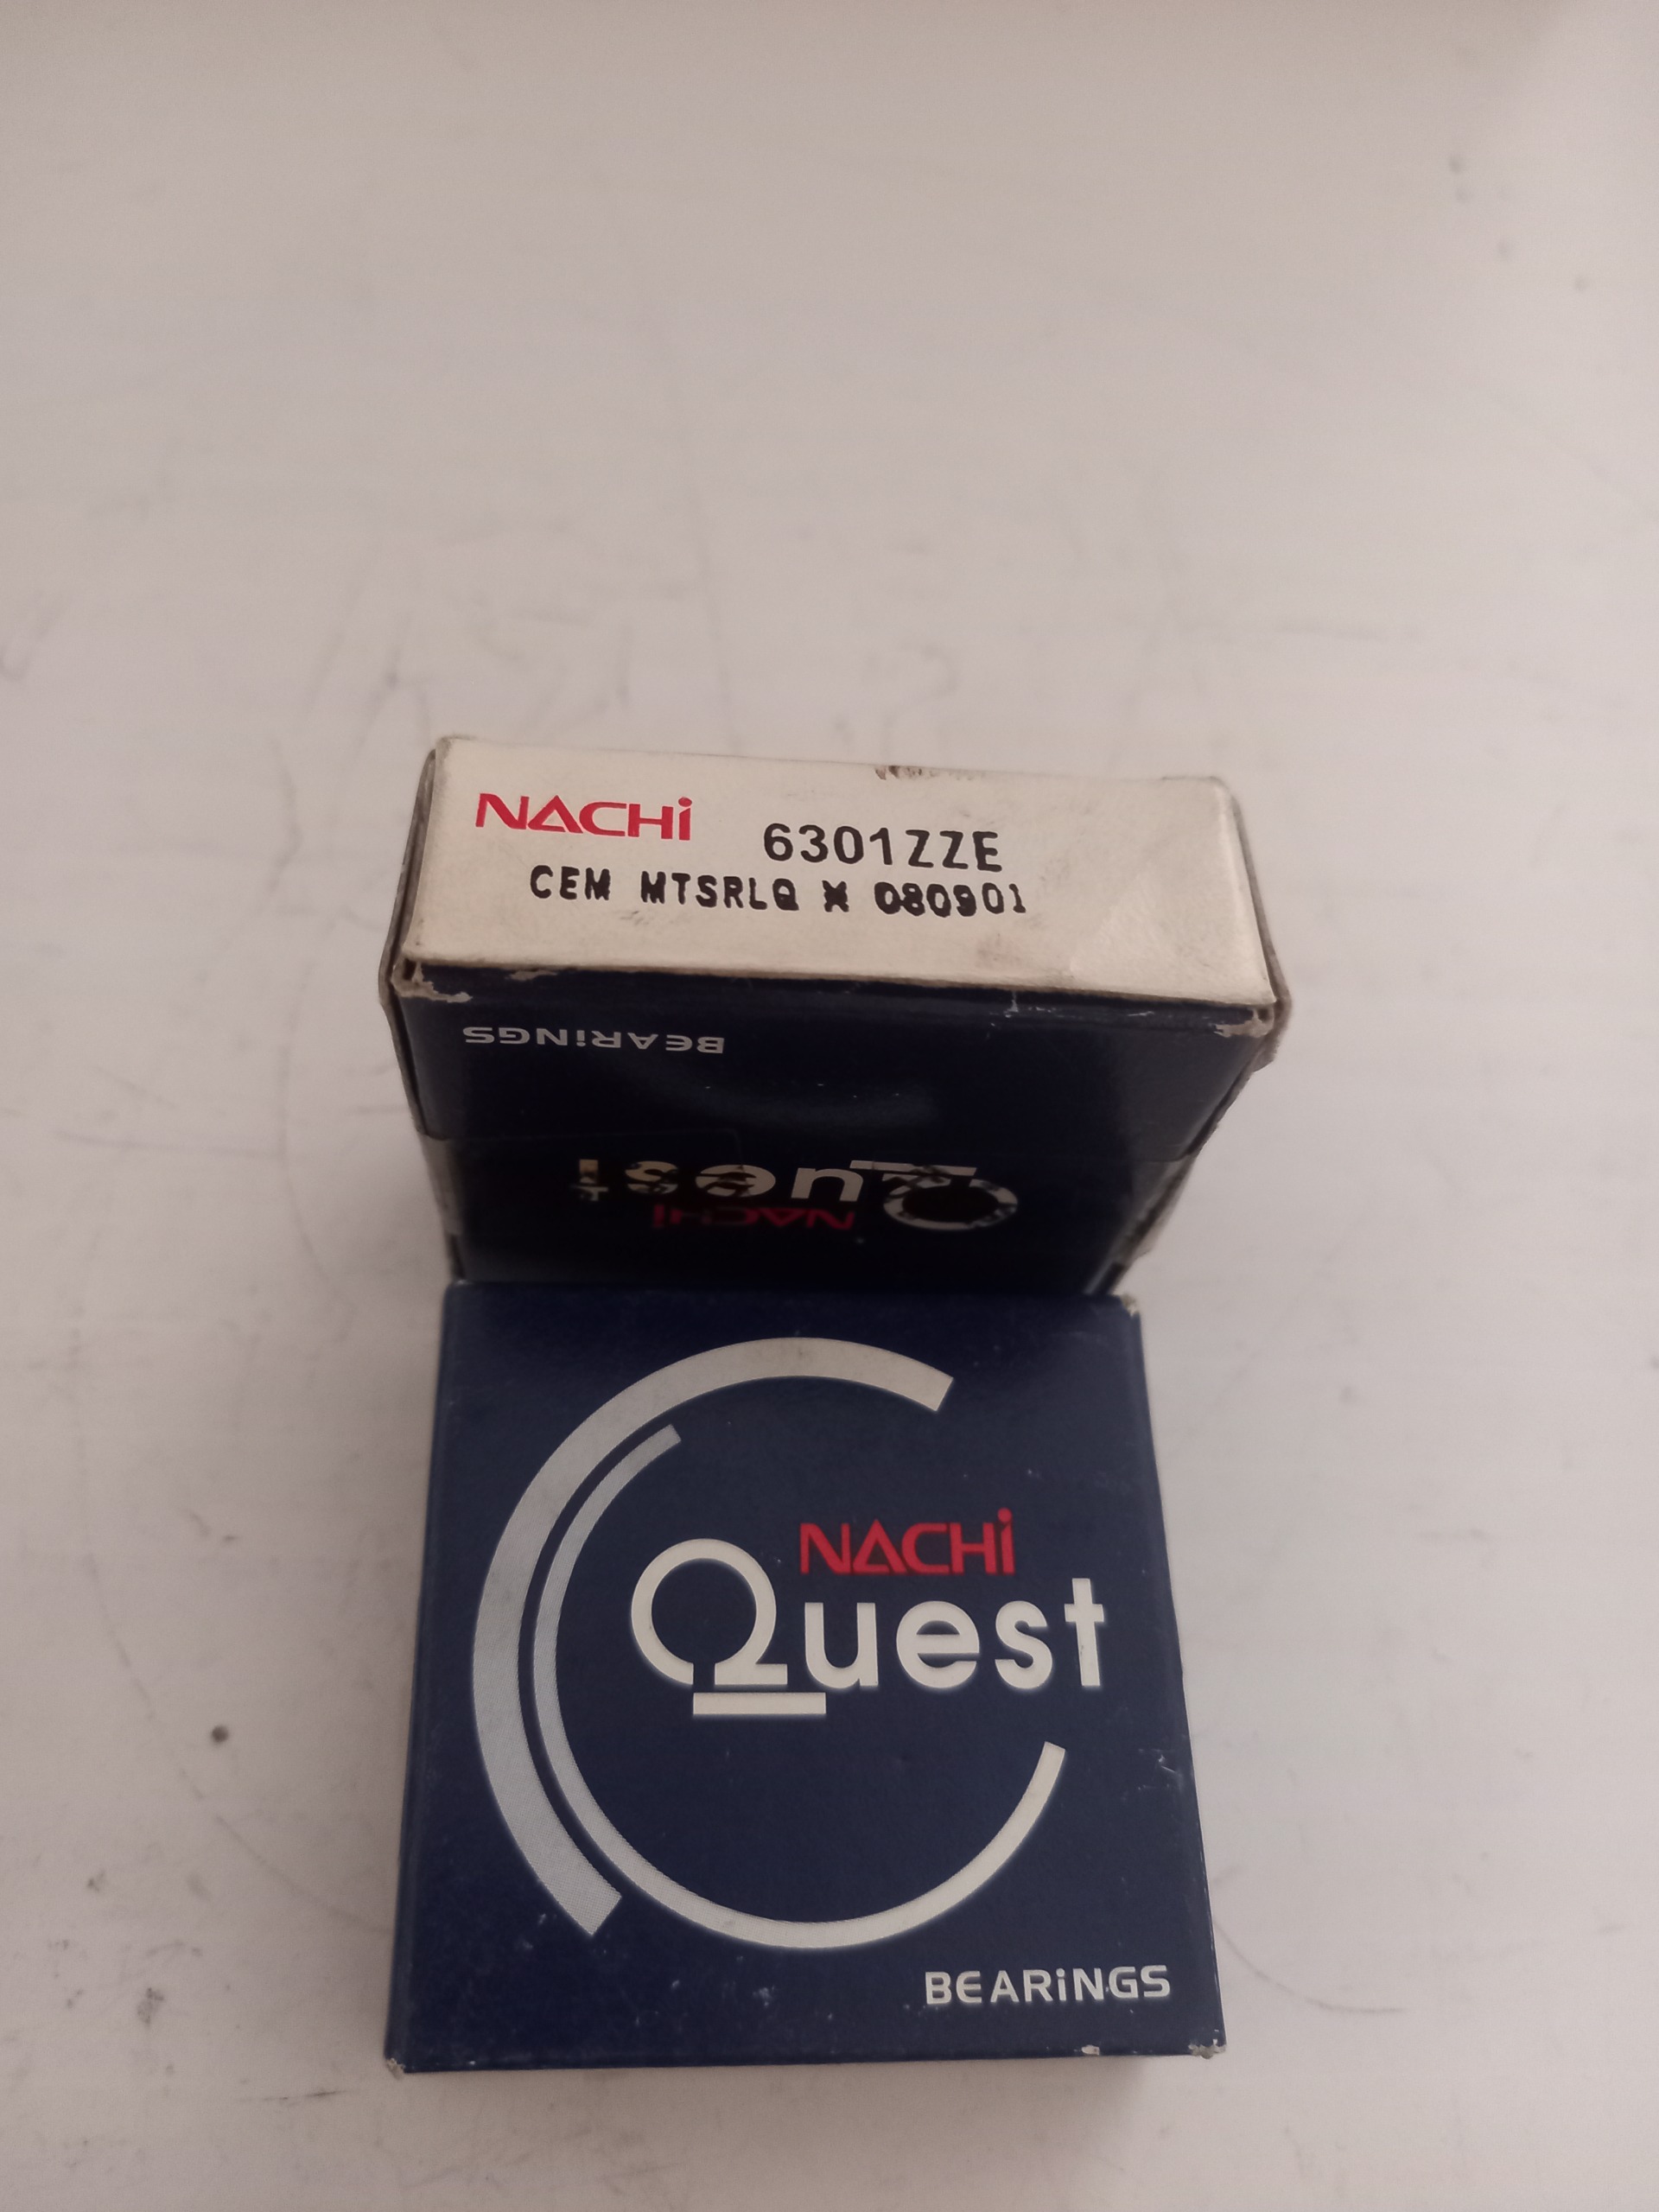 NACHi 6301ZZE
CEM MTSRLQ X 080901
BEARiNGS
Quest
NACHi
NACHi
Quest
BEARiNGS